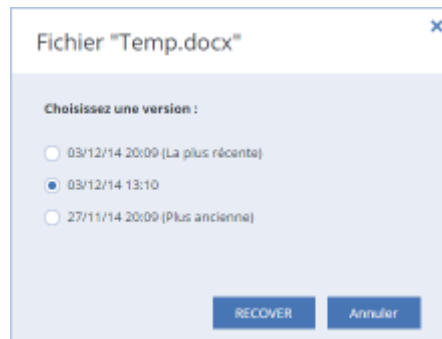 Fichier "Temp.docx"
Choisissez une version :
03/12/14 20:09 (La plus récente)
03/12/14 13:10
27/11/14 20:09 (Plus ancienne)
RECOVER
Annuler